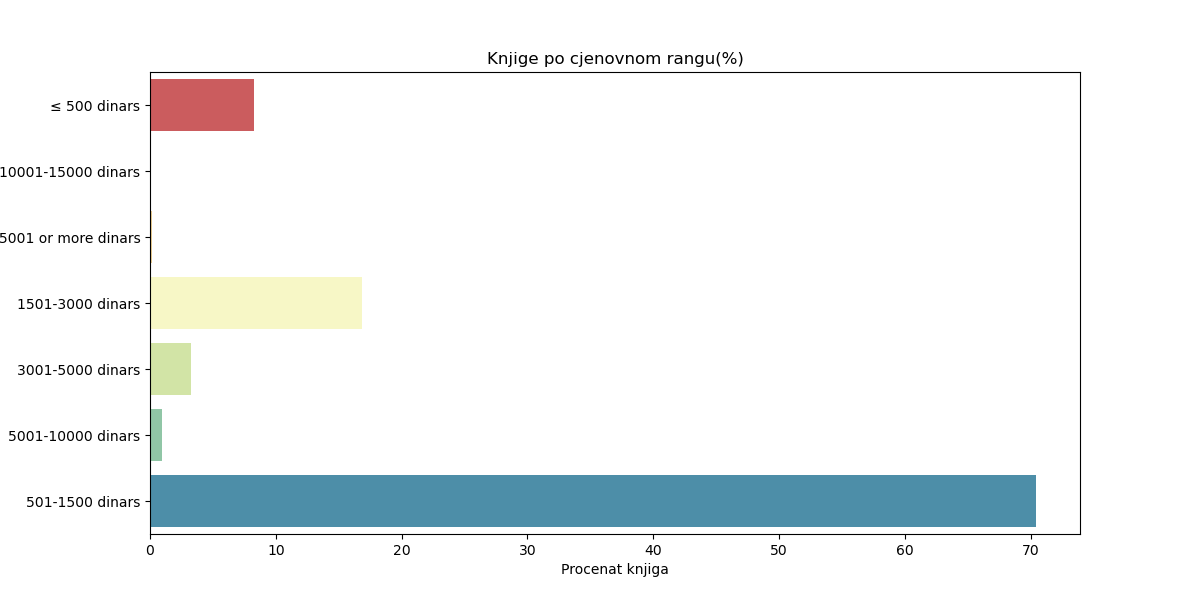 Knjige po cjenovnom rangu(%)
≤ 500 dinars
10001-15000 dinars
5001 or more dinars
1501-3000 dinars
3001-5000 dinars
5001-10000 dinars
501-1500 dinars
0 10 20 30 40 50 60 70
Procenat knjiga